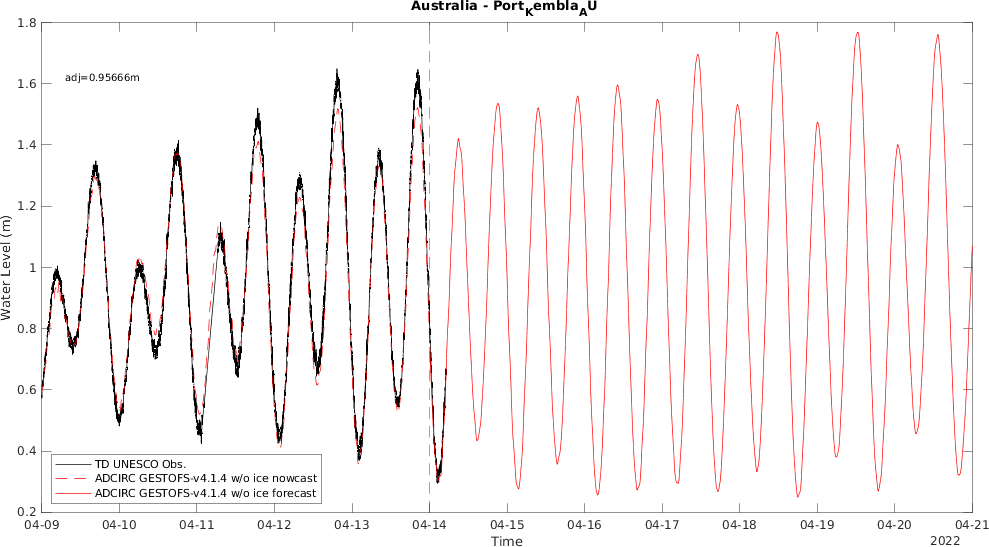 Australia - Port_Kembla_AU
adj=0.95666m
Water Level (m)
1.8
1.6
1.4
1.2
1
0.8
0.6
0.4
0.2
TD UNESCO Obs.
ADCIRC GESTOFS-v4.1.4 w/o ice nowcast
ADCIRC GESTOFS-v4.1.4 w/o ice forecast
04-09 04-10 04-11 04-12 04-13 04-14 04-15 04-16 04-17 04-18 04-19 04-20 04-21
Time
2022